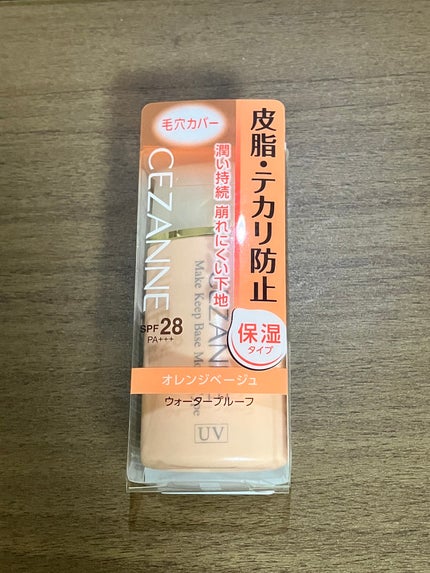 毛穴カバー
皮脂・テカリ防止
潤い持続 崩れにくい下地
CEZANNE
SPF28
PA+++
保湿
タイプ
オレンジベージュ
ウォータープルーフ
Make Keep Base
UV